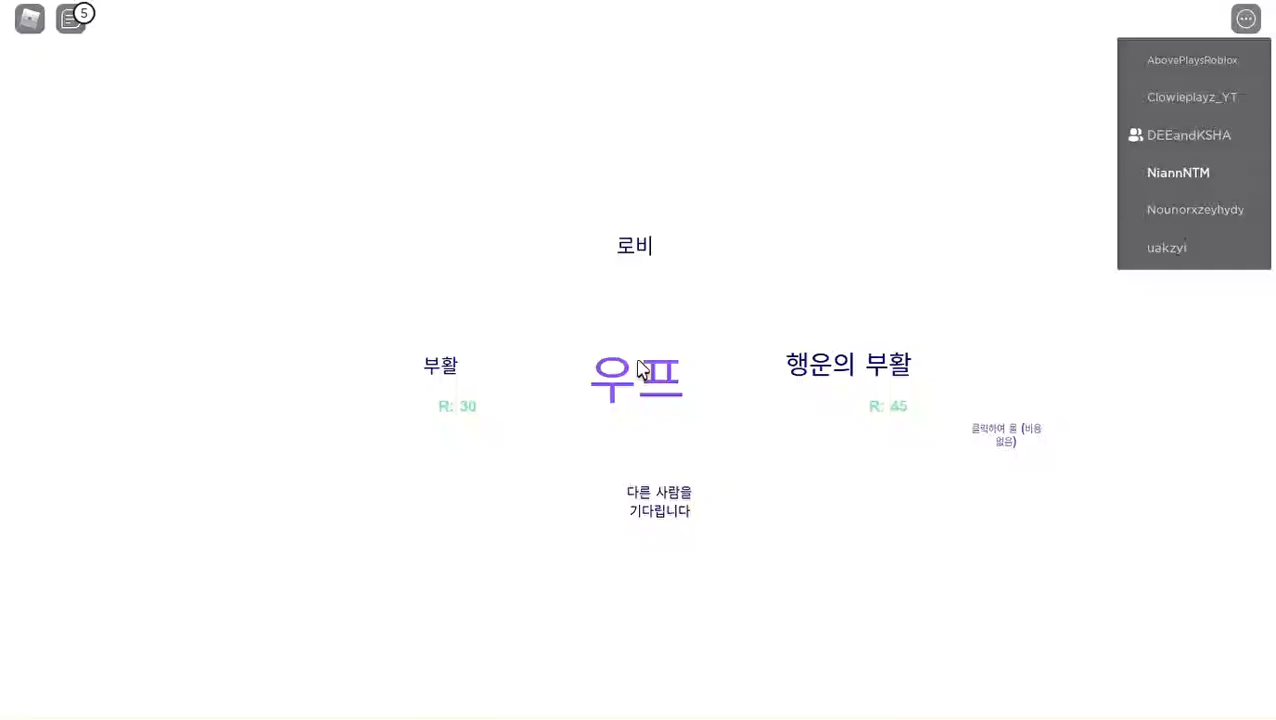 5
AbovePlaysRoblox
Clowieplayz_YT
DEEandKSHA
NiannNTM
Nounorxzeyhydy
uakzyi
로비
부활
우프
행운의 부활
R: 30
R: 45
클릭하여 롤 (비용
없음)
다른 사람을
기다립니다